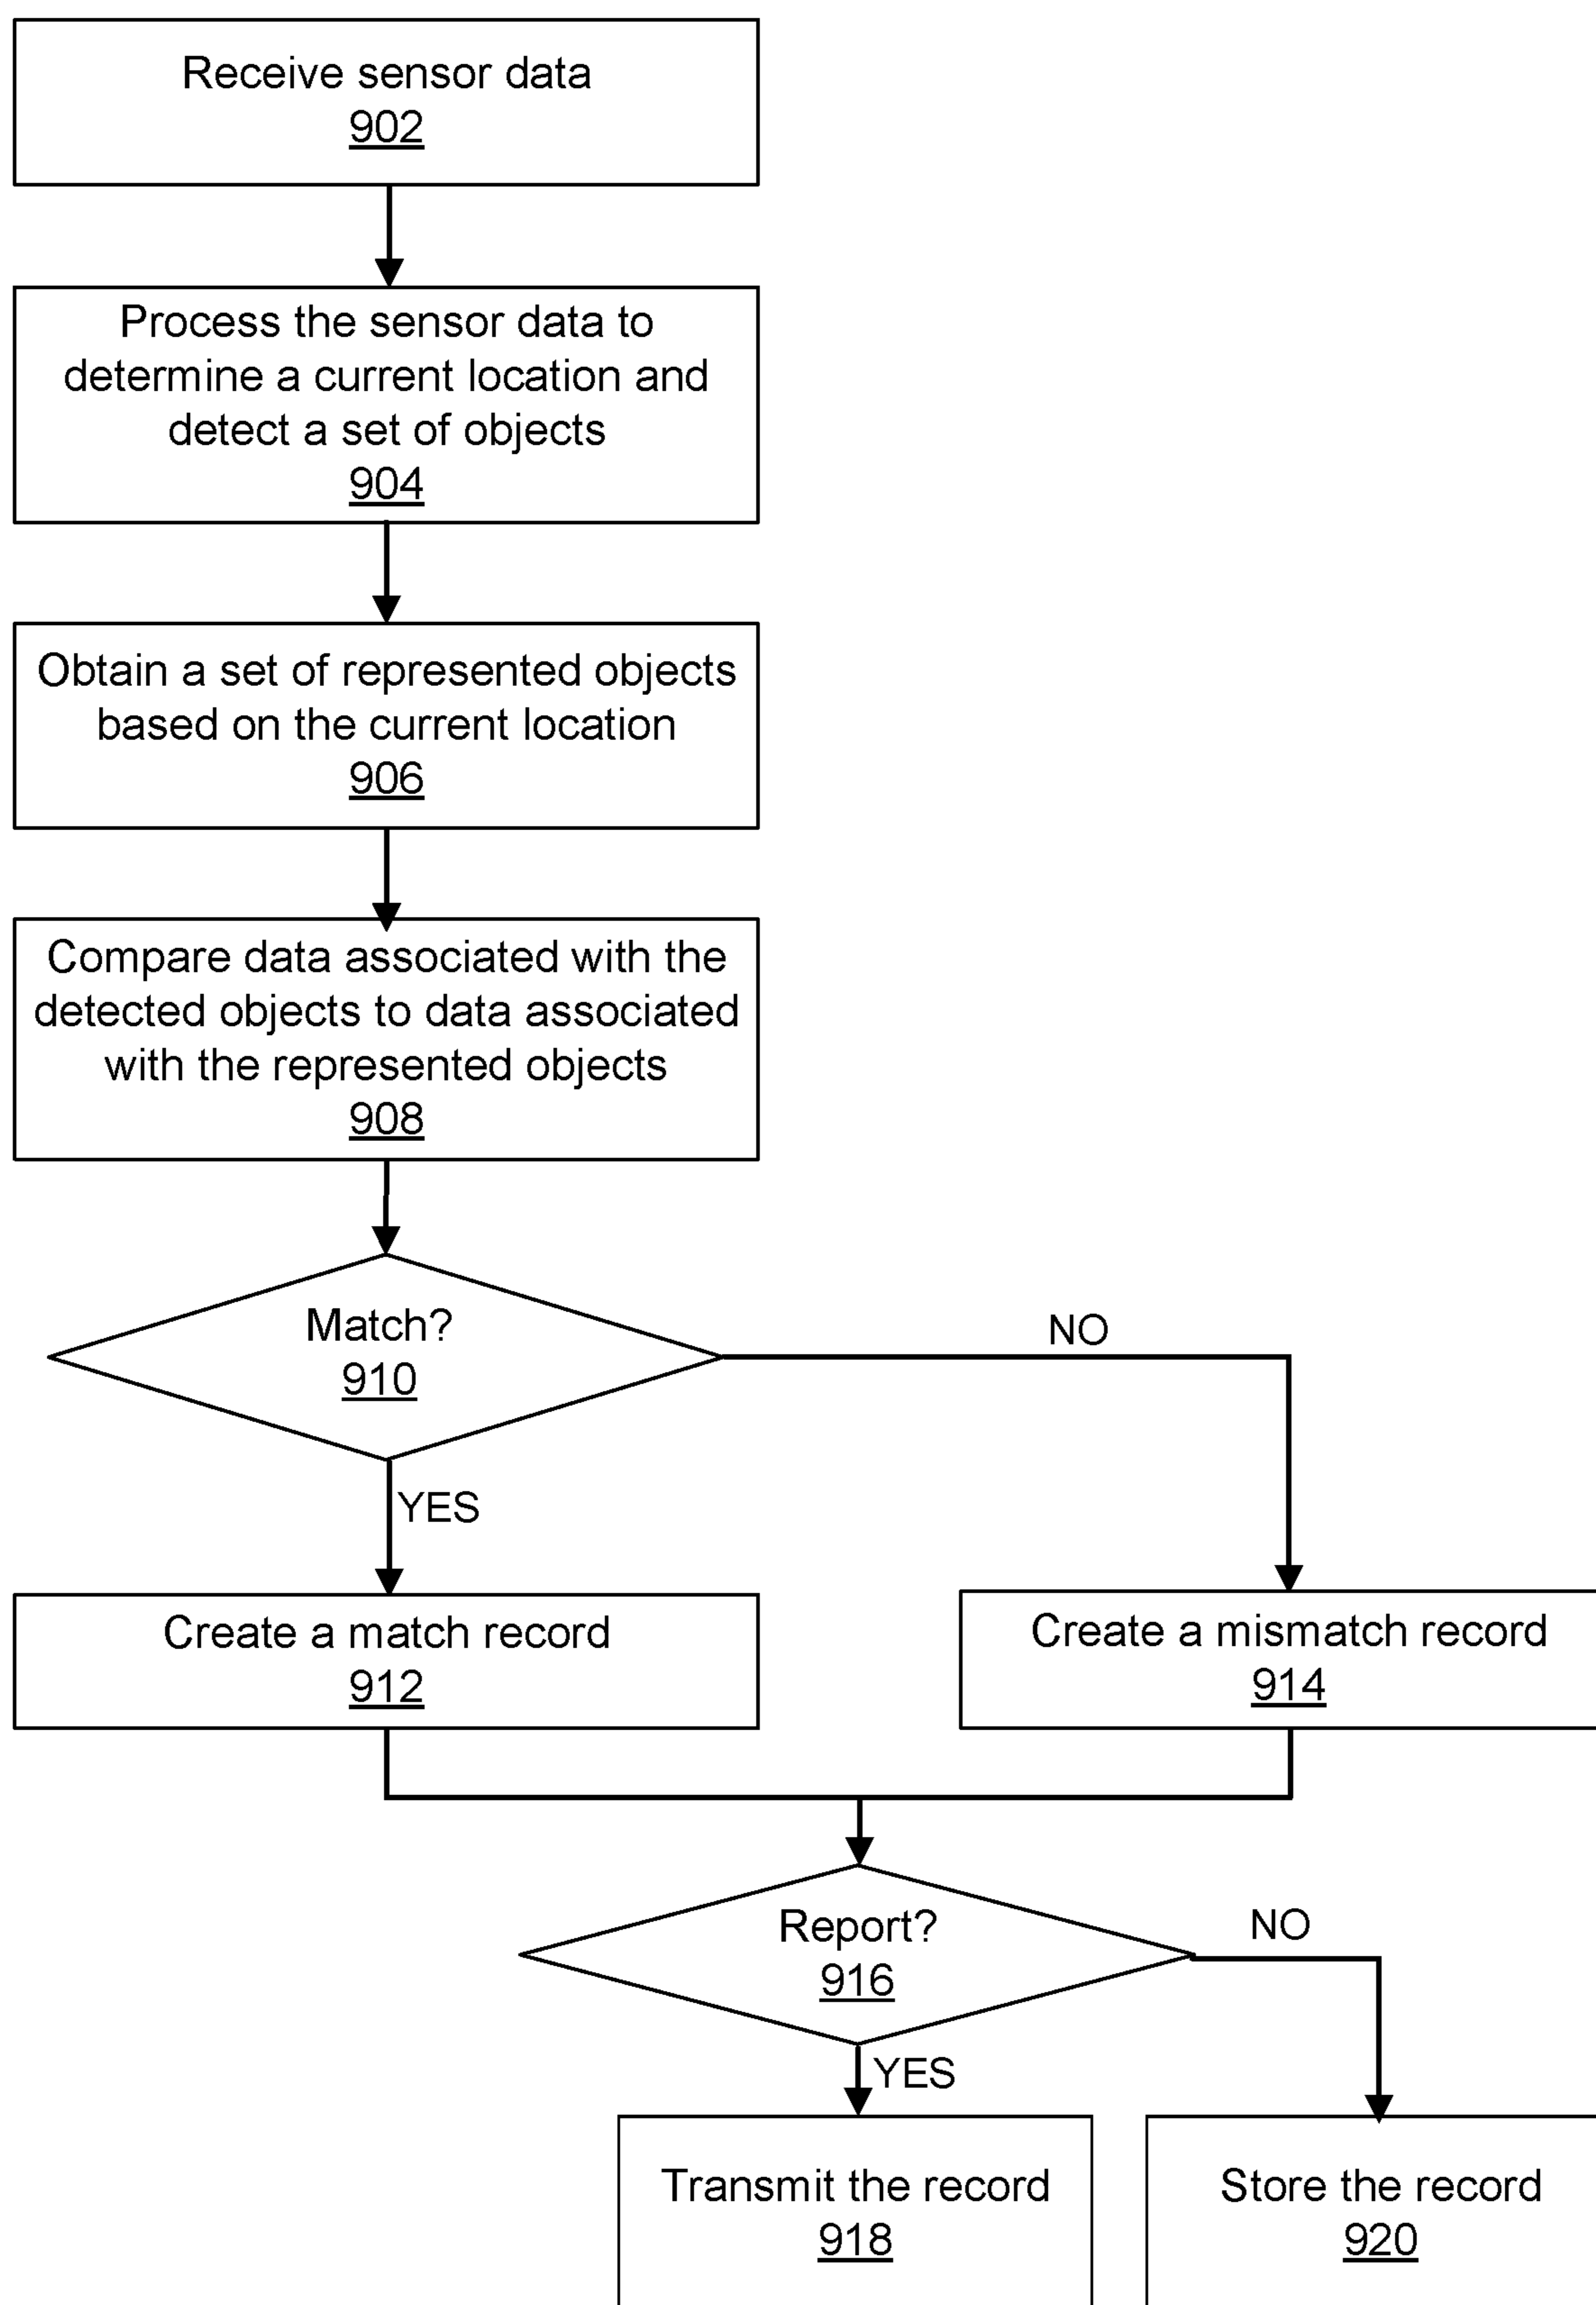 Receive sensor data
902
Process the sensor data to
determine a current location and
detect a set of objects
904
Obtain a set of represented objects
based on the current location
906
Compare data associated with the
detected objects to data associated
with the represented objects
908
Match?
910
NO
YES
Create a match record
912
Create a mismatch record
914
Report?
916
NO
YES
Transmit the record
918
Store the record
920